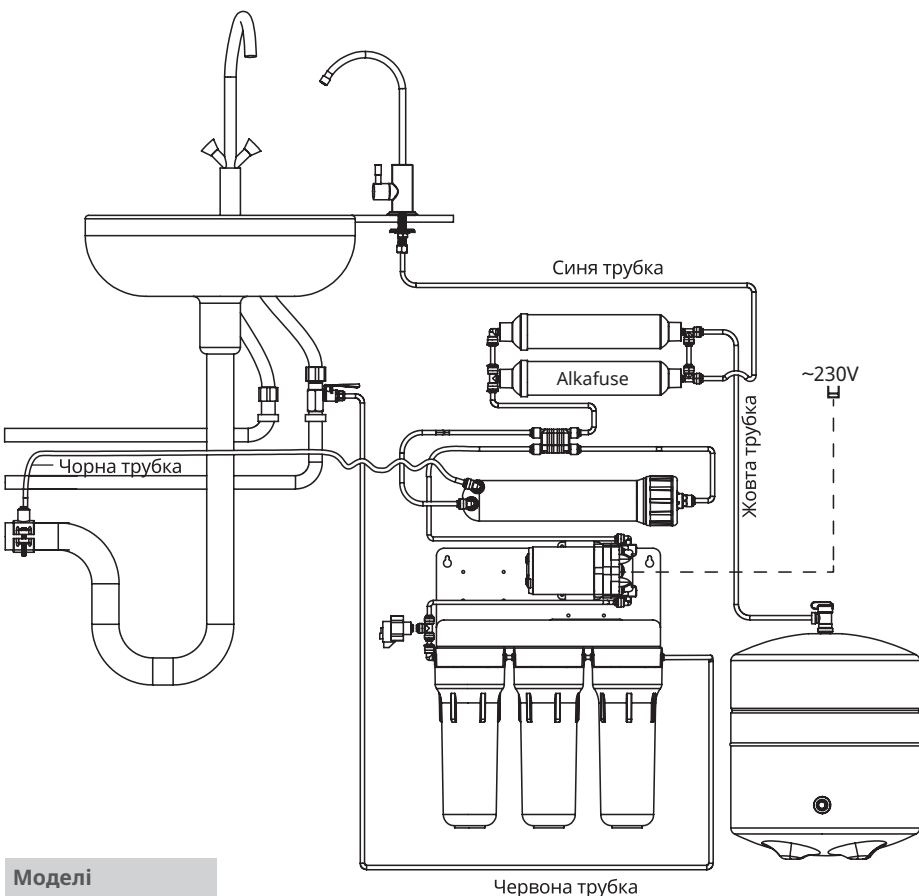 Синя трубка
Alkafuse
~230V
Жовта трубка
Чорна трубка
Моделі
Червона трубка